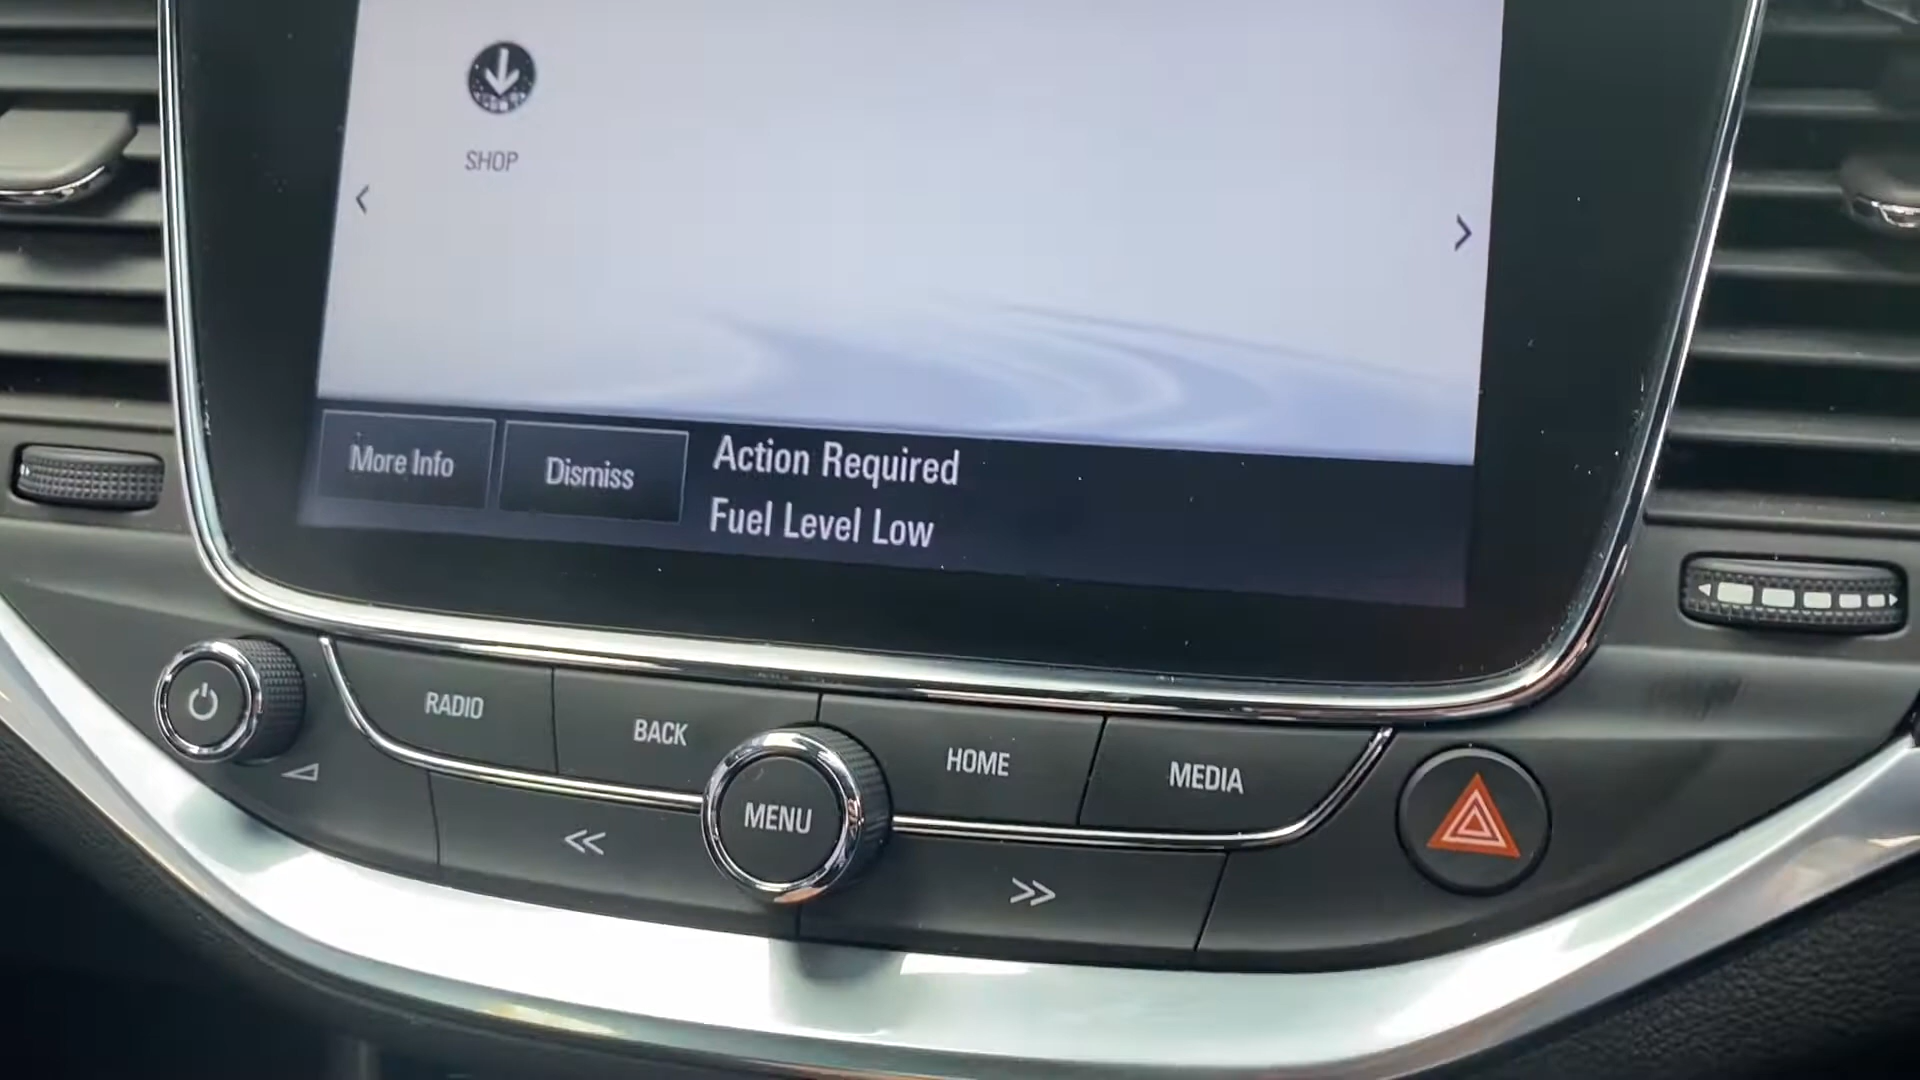 SHOP
More Info
Dismiss
Action Required
Fuel Level Low
RADIO
BACK
HOME
MEDIA
MENU